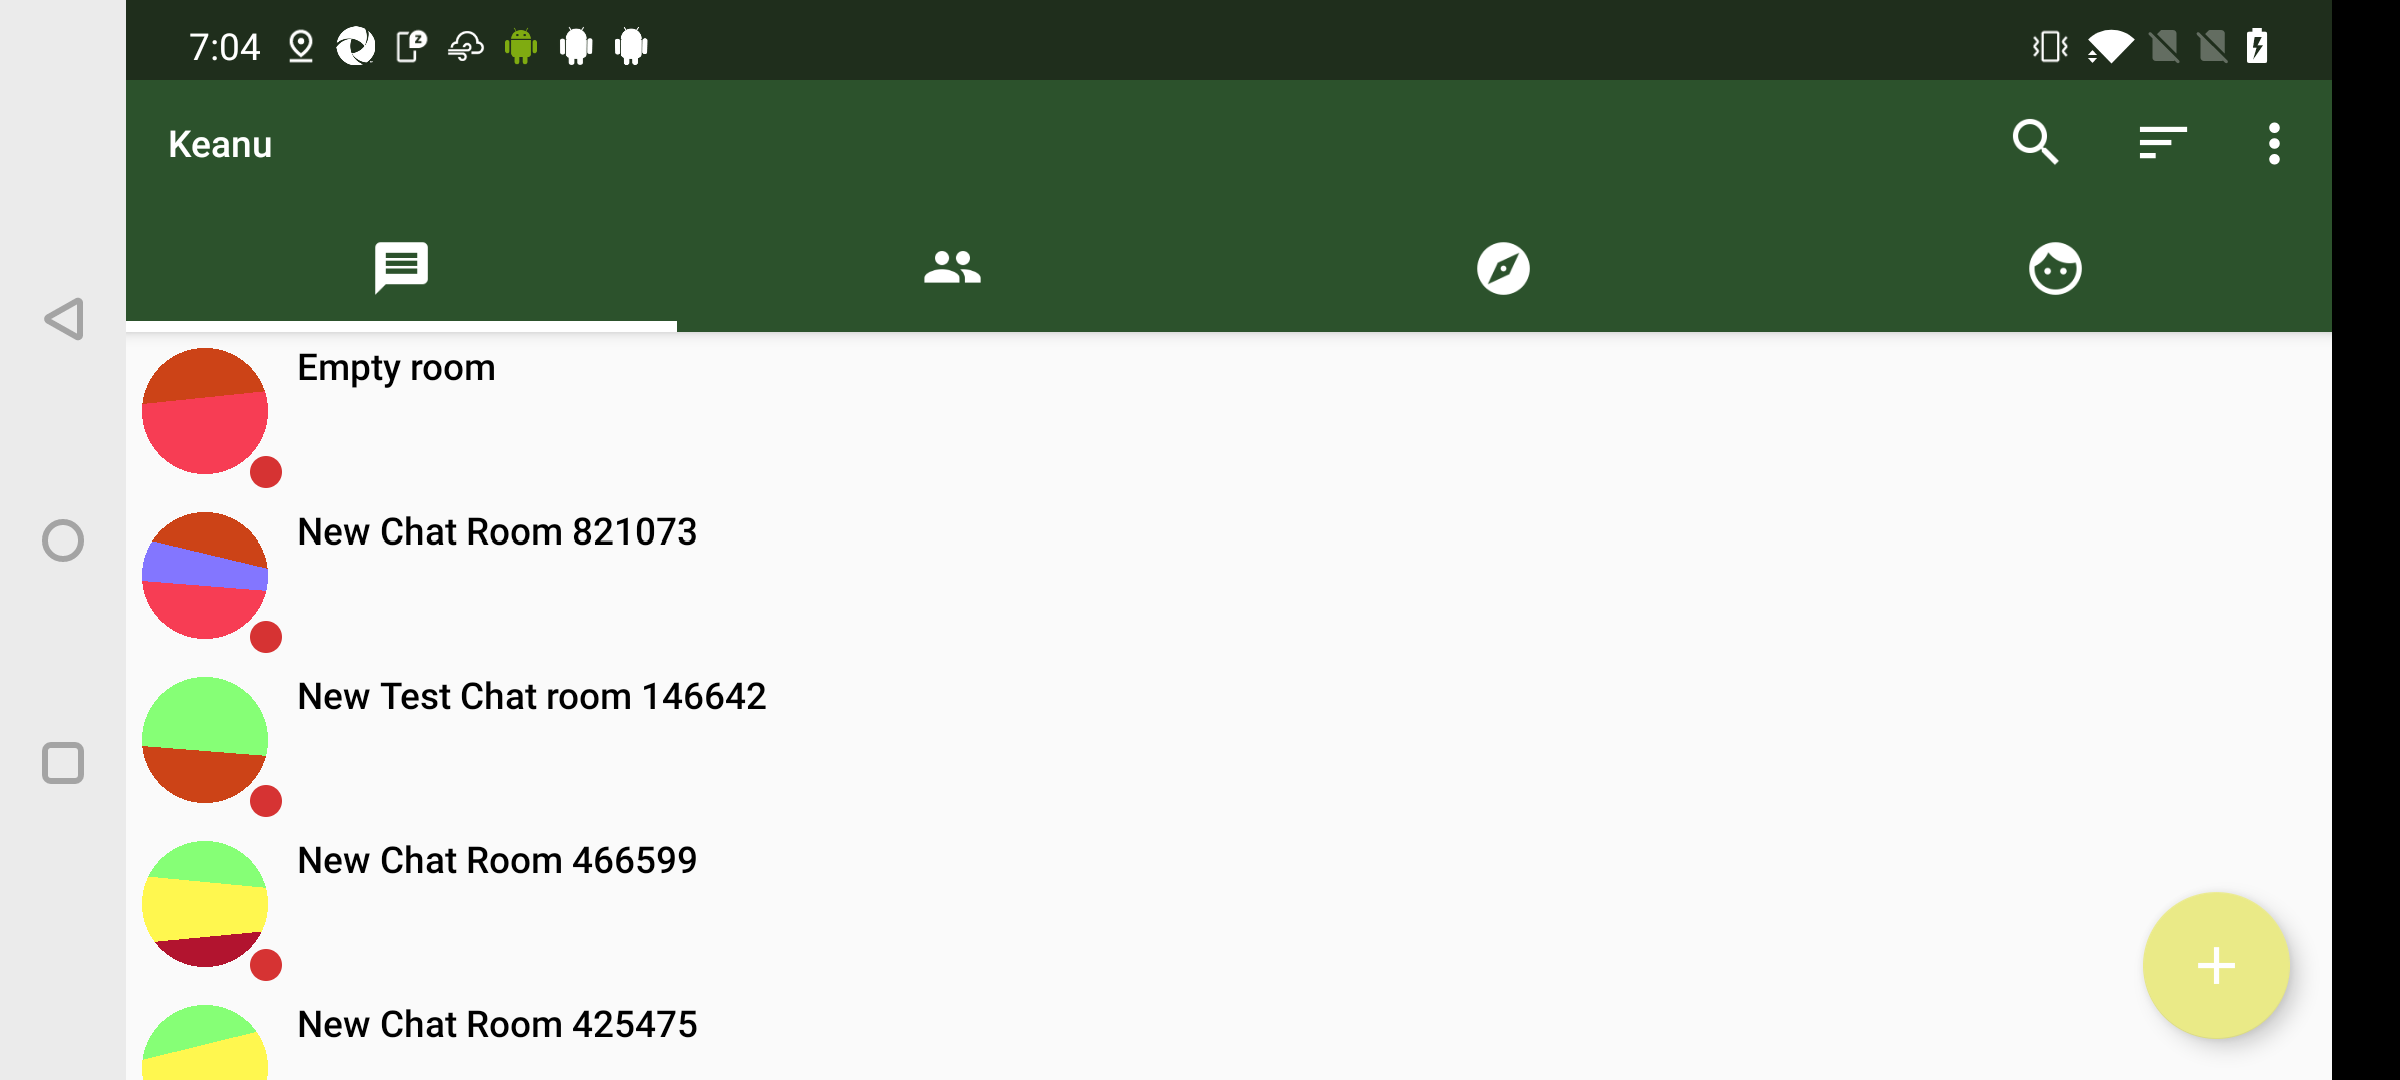 7:04
Keanu
Empty room
New Chat Room 821073
New Test Chat room 146642
New Chat Room 466599
New Chat Room 425475